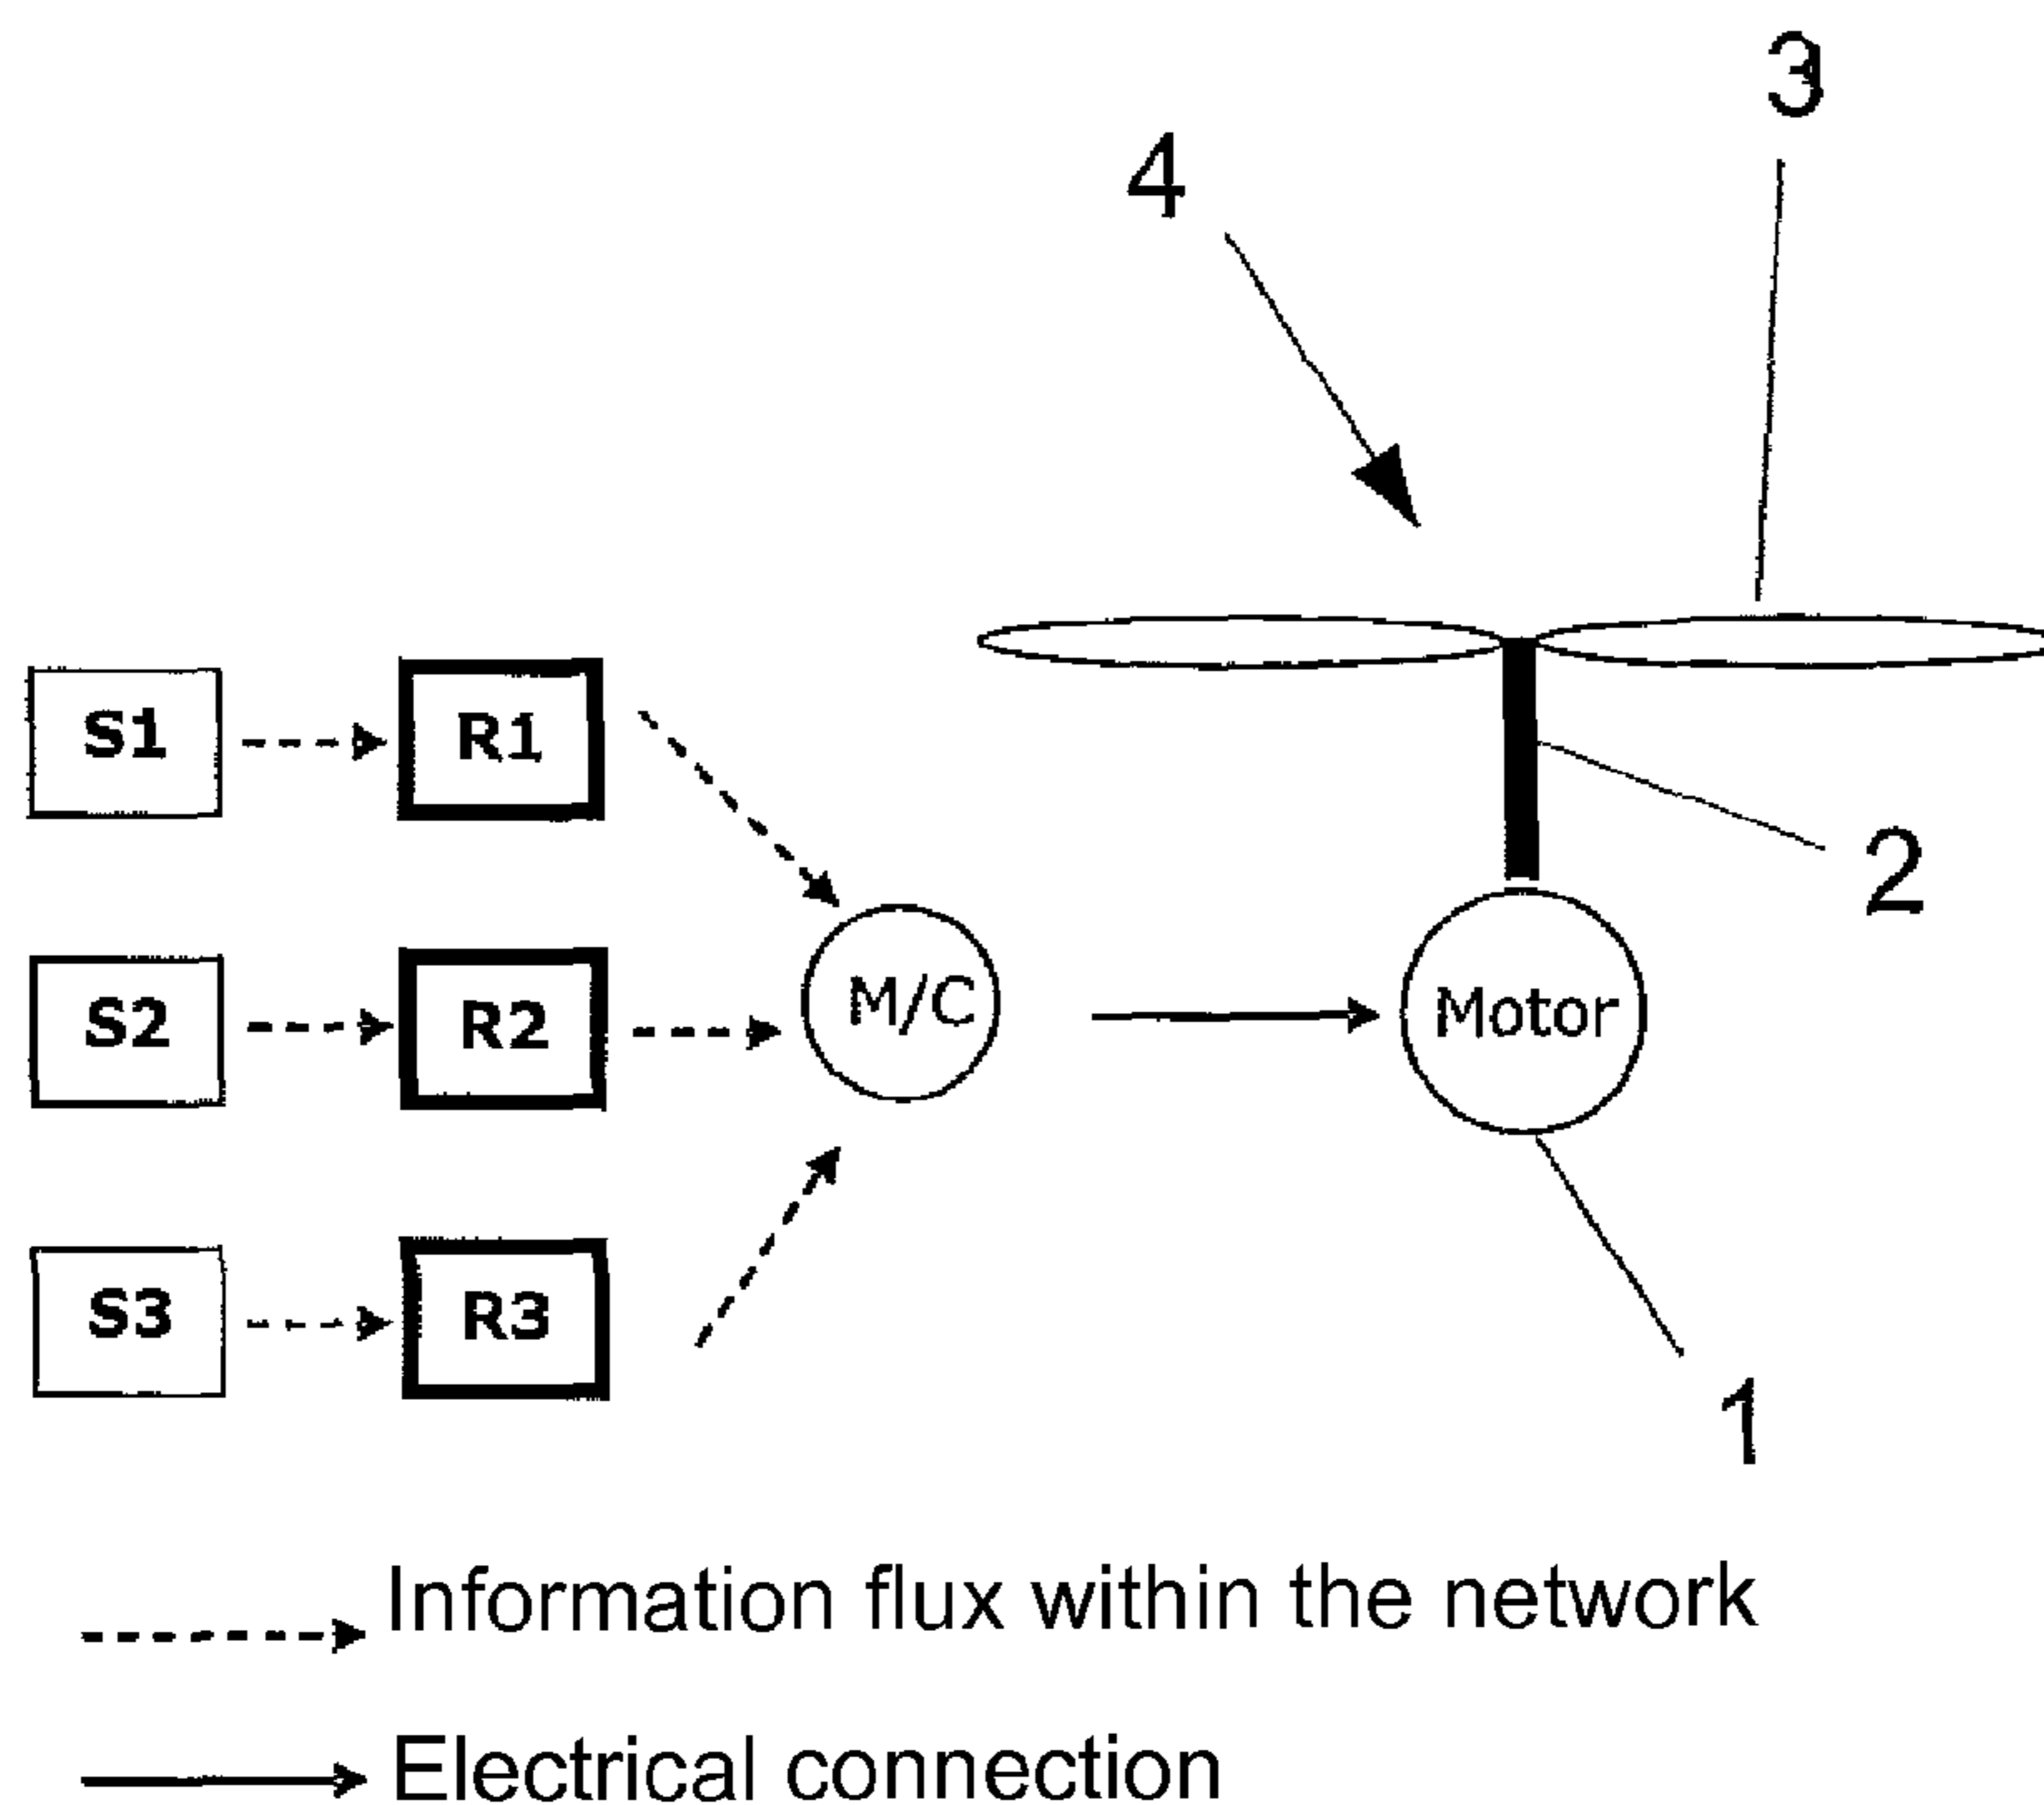 3
4
S1
R1
2
S2
R2
M/C
Motor
S3
R3
1
Information flux within the network
Electrical connection